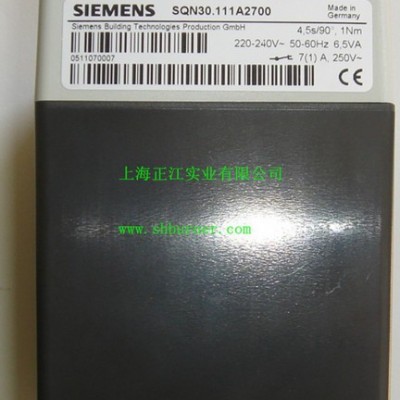 SIEMENS SQN30.111A2700 Made in Germany
Siemens Building Technologies Production GmbH 4,5s/90°, 1Nm
220-240V~ 50-60Hz 6,5VA
7(1) A, 250V~
0511070007 CE
上海正江实业有限公司